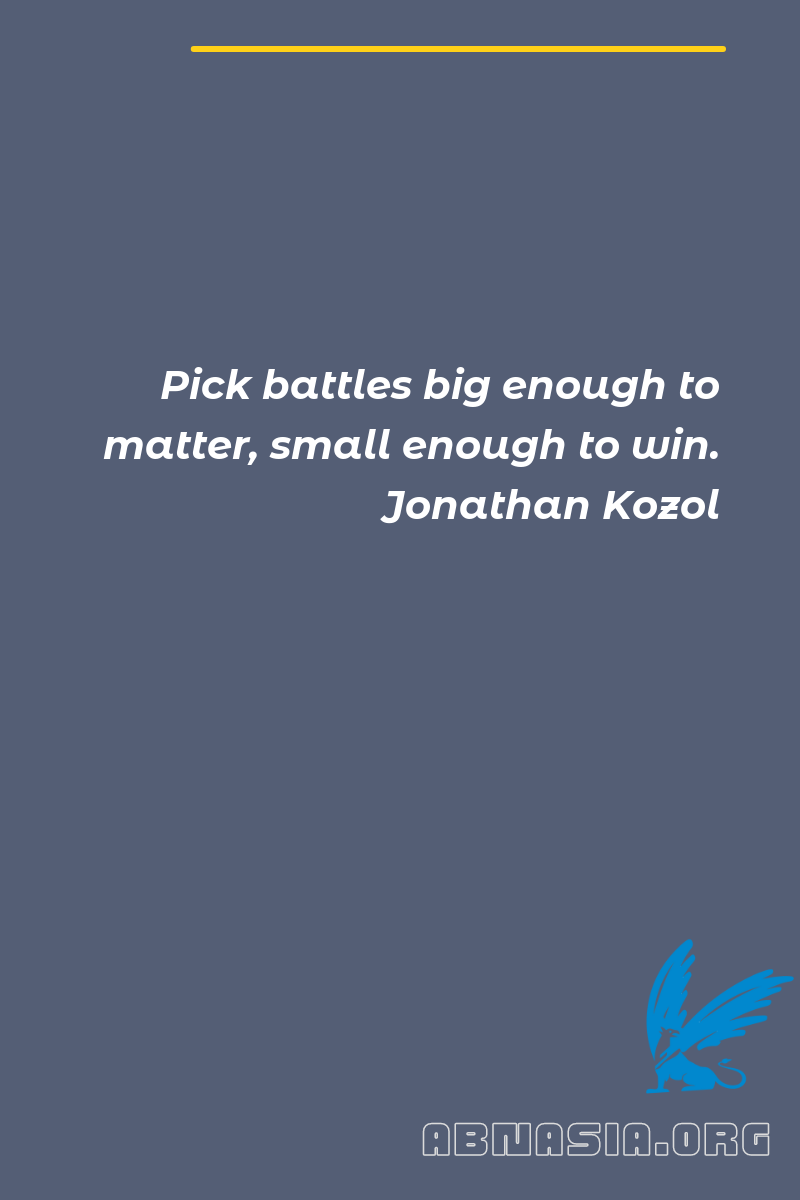 Pick battles big enough to
matter, small enough to win.
Jonathan Kozol
ABNASIA.ORG